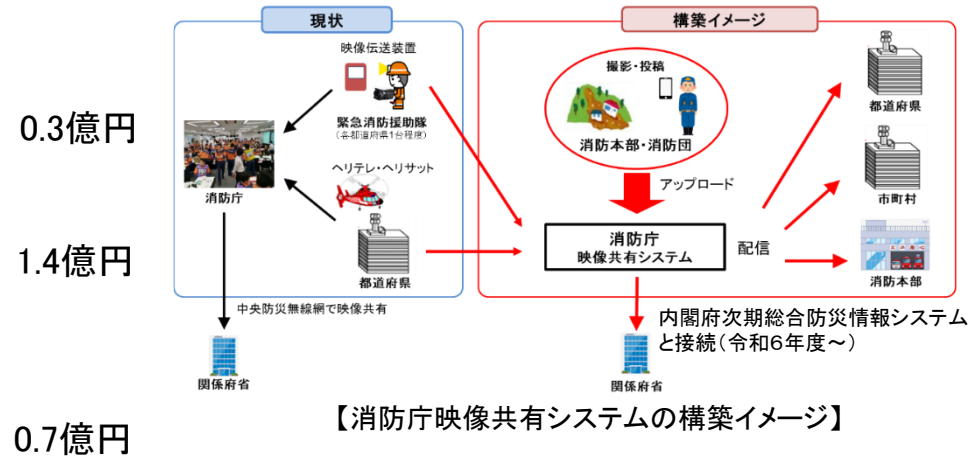 現状
構築イメージ
映像伝送装置
緊急消防援助隊
(各都道府県1台程度)
ヘリテレ・ヘリサット
消防庁
都道府県
中央防災無線網で映像共有
関係府省
撮影・投稿
消防本部・消防団
アップロード
消防庁
映像共有システム
配信
都道府県
市町村
消防本部
内閣府次期総合防災情報システム
と接続(令和6年度~)
関係府省
【消防庁映像共有システムの構築イメージ】
0.3億円
1.4億円
0.7億円